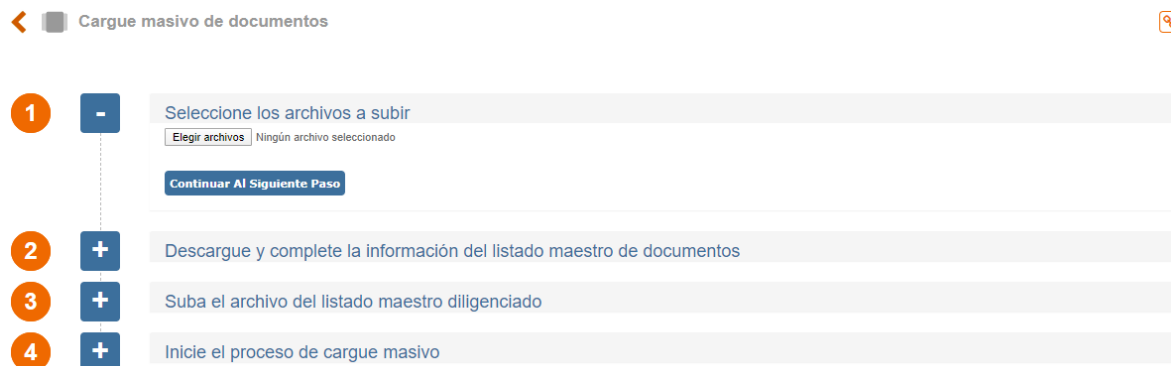 Cargue masivo de documentos
1 - Seleccione los archivos a subir
Elegir archivos Ningún archivo seleccionado
Continuar Al Siguiente Paso
2 + Descargue y complete la información del listado maestro de documentos
3 + Suba el archivo del listado maestro diligenciado
4 + Inicie el proceso de cargue masivo